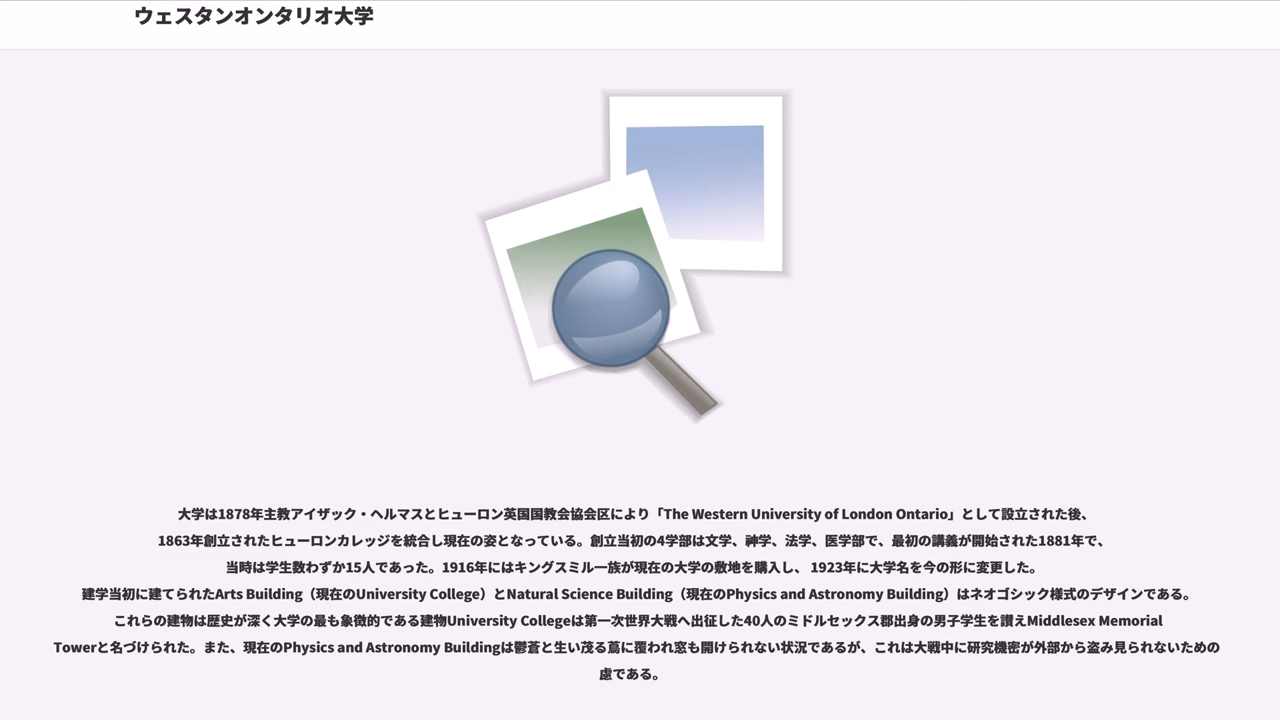 ウェスタンオンタリオ大学
大学は1878年主教アイザック・ヘルマスとヒューロン英国国教会協会区により「The Western University of London Ontario」として設立された後、
1863年創立されたヒューロンカレッジを統合し現在の姿となっている。創立当初の4学部は文学、神学、法学、医学部で、最初の講義が開始された1881年で、
当時は学生数わずか15人であった。1916年にはキングスミル一族が現在の大学の敷地を購入し、 1923年に大学名を今の形に変更した。
建学当初に建てられたArts Building（現在のUniversity College）とNatural Science Building（現在のPhysics and Astronomy Building）はネオゴシック様式のデザインである。
これらの建物は歴史が深く大学の最も象徴的である建物University Collegeは第一次世界大戦へ出征した40人のミドルセックス郡出身の男子学生を讃えMiddlesex Memorial
Towerと名づけられた。また、現在のPhysics and Astronomy Buildingは鬱蒼と生い茂る蔦に覆われ窓も開けられない状況であるが、これは大戦中に研究機密が外部から盗み見られないための
慮である。